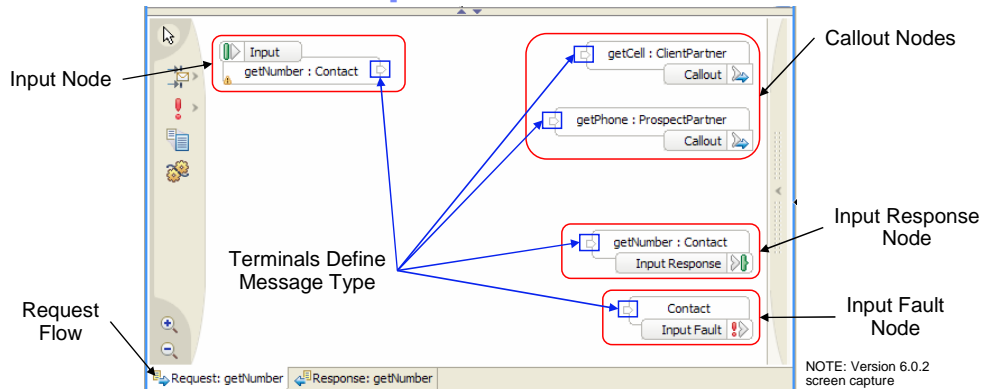 Input
getNumber : Contact
Input Node
getCell : ClientPartner
Callout
getPhone : ProspectPartner
Callout
Callout Nodes
Terminals Define
Message Type
getNumber : Contact
Input Response
Input Response
Node
Contact
Input Fault
Input Fault
Node
Request
Flow
Request: getNumber
Response: getNumber
NOTE: Version 6.0.2
screen capture